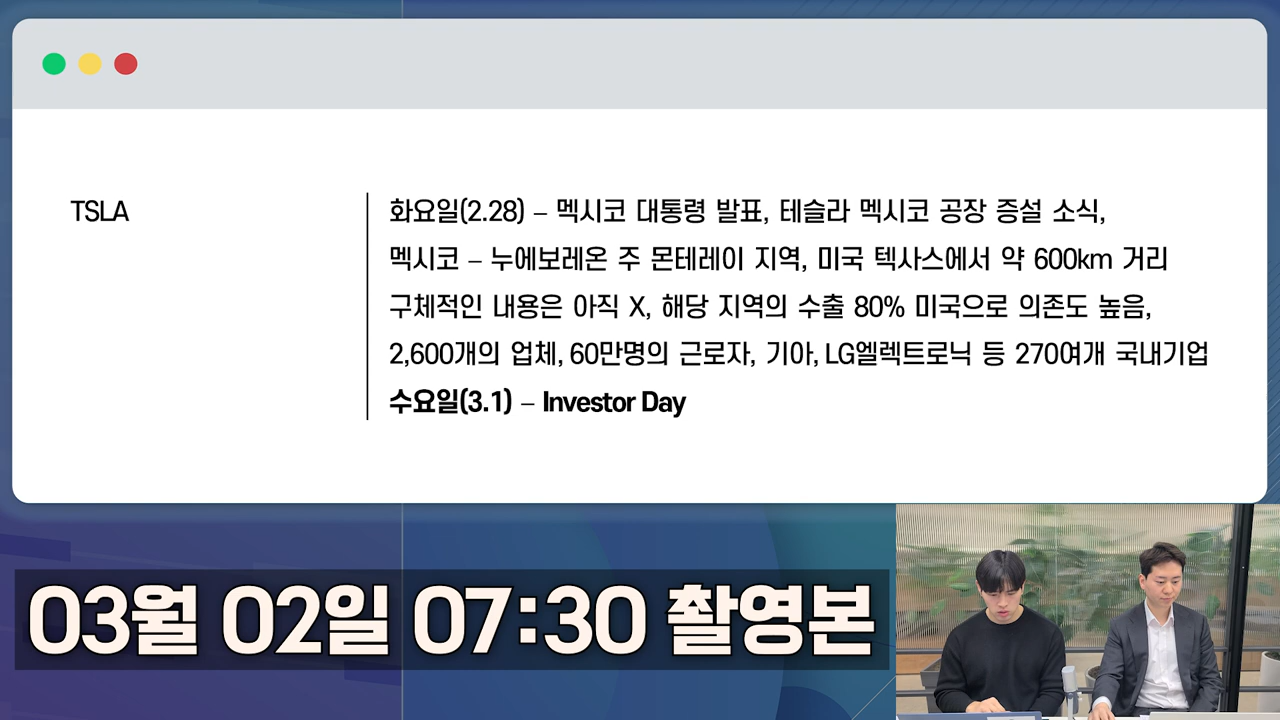 TSLA
화요일(2.28) – 멕시코 대통령 발표, 테슬라 멕시코 공장 증설 소식,
멕시코 – 누에보레온 주 몬테레이 지역, 미국 텍사스에서 약 600km 거리
구체적인 내용은 아직 X, 해당 지역의 수출 80% 미국으로 의존도 높음,
2,600개의 업체, 60만명의 근로자, 기아, LG엘렉트로닉 등 270여개 국내기업
수요일(3.1) – Investor Day
03월 02일 07:30 촬영본